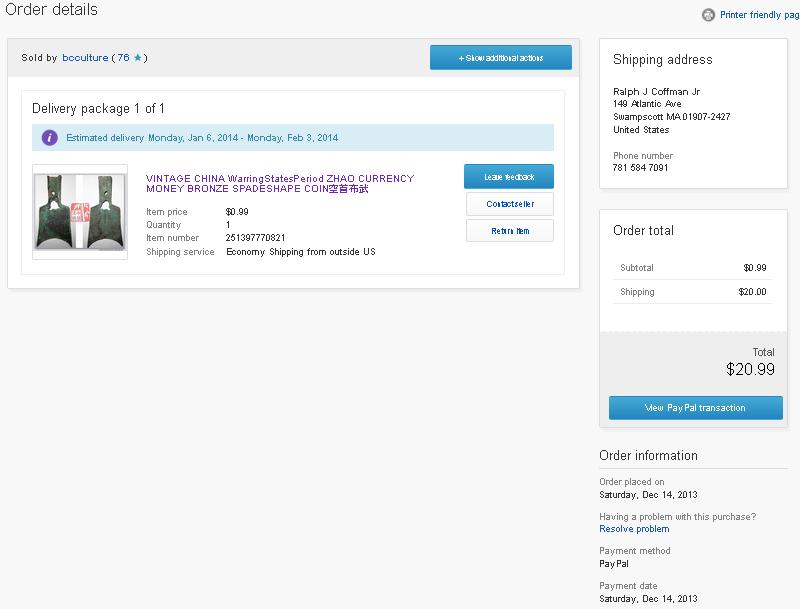 Order details
Printer friendly pag
Sold by bcculture ( 76 ★ )
+ Show additional actions
Delivery package 1 of 1
Estimated delivery Monday, Jan 6, 2014 - Monday, Feb 3, 2014
VINTAGE CHINA WarringStatesPeriod ZHAO CURRENCY
MONEY BRONZE SPADESHAPE COIN空首布武
Item price $0.99
Quantity 1
Item number 251397770821
Shipping service Economy Shipping from outside US
Leave feedback
Contact seller
Return item
Shipping address
Ralph J Coffman Jr
149 Atlantic Ave
Swampscott MA 01907-2427
United States
Phone number
781 584 7091
Order total
Subtotal $0.99
Shipping $20.00
Total
$20.99
View PayPal transaction
Order information
Order placed on
Saturday, Dec 14, 2013
Having a problem with this purchase?
Resolve problem
Payment method
PayPal
Payment date
Saturday, Dec 14, 2013